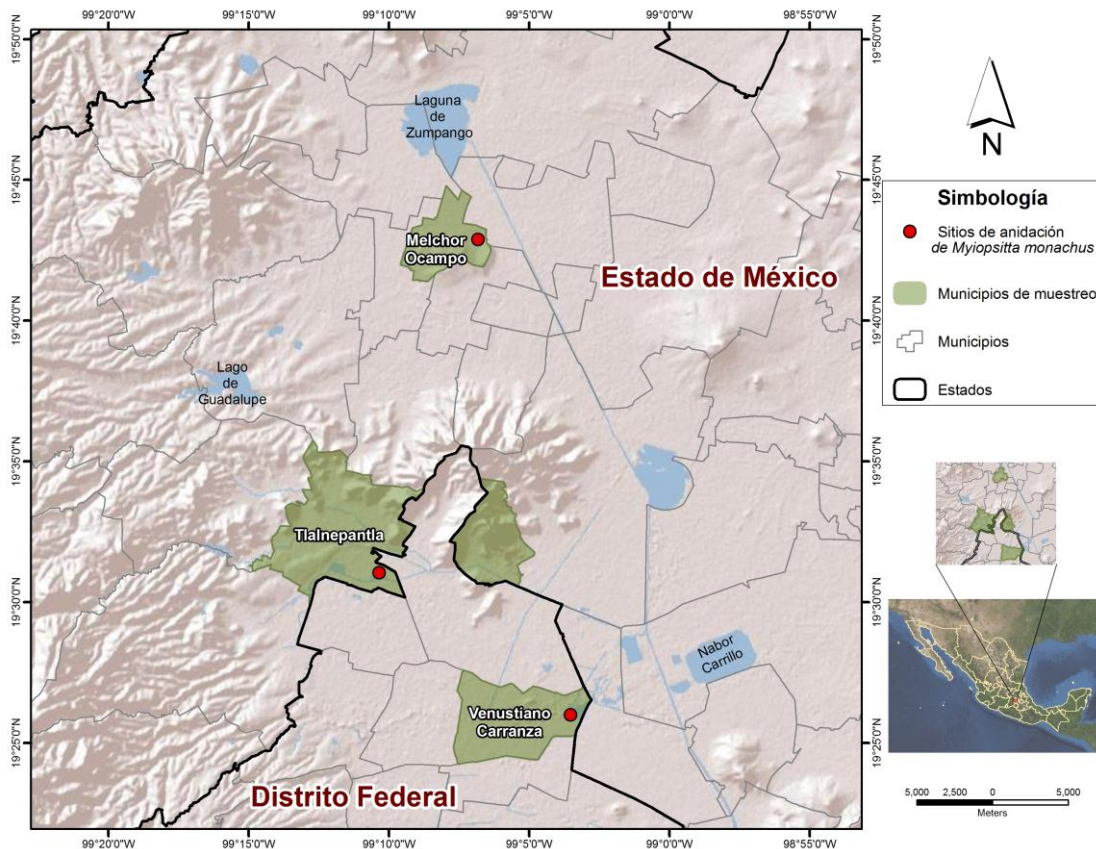 99°20'0"W
99°15'0"W
99°10'0"W
99°5'0"W
99°0'0"W
98°55'0"W
19°50'0"N
19°50'0"N
19°45'0"N
19°45'0"N
19°40'0"N
19°40'0"N
19°35'0"N
19°35'0"N
19°30'0"N
19°30'0"N
19°25'0"N
19°25'0"N
Laguna
de
Zumpango
Melchor
Ocampo
Estado de México
Lago
de
Guadalupe
Tlalnepantla
Nabor
Carrillo
Venustiano
Carranza
Distrito Federal
99°20'0"W
99°15'0"W
99°10'0"W
99°5'0"W
99°0'0"W
98°55'0"W
N
Simbología
Sitios de anidación
de Myiopsitta monachus
Municipios de muestreo
Municipios
Estados
5,000 2,500 0 5,000
Meters